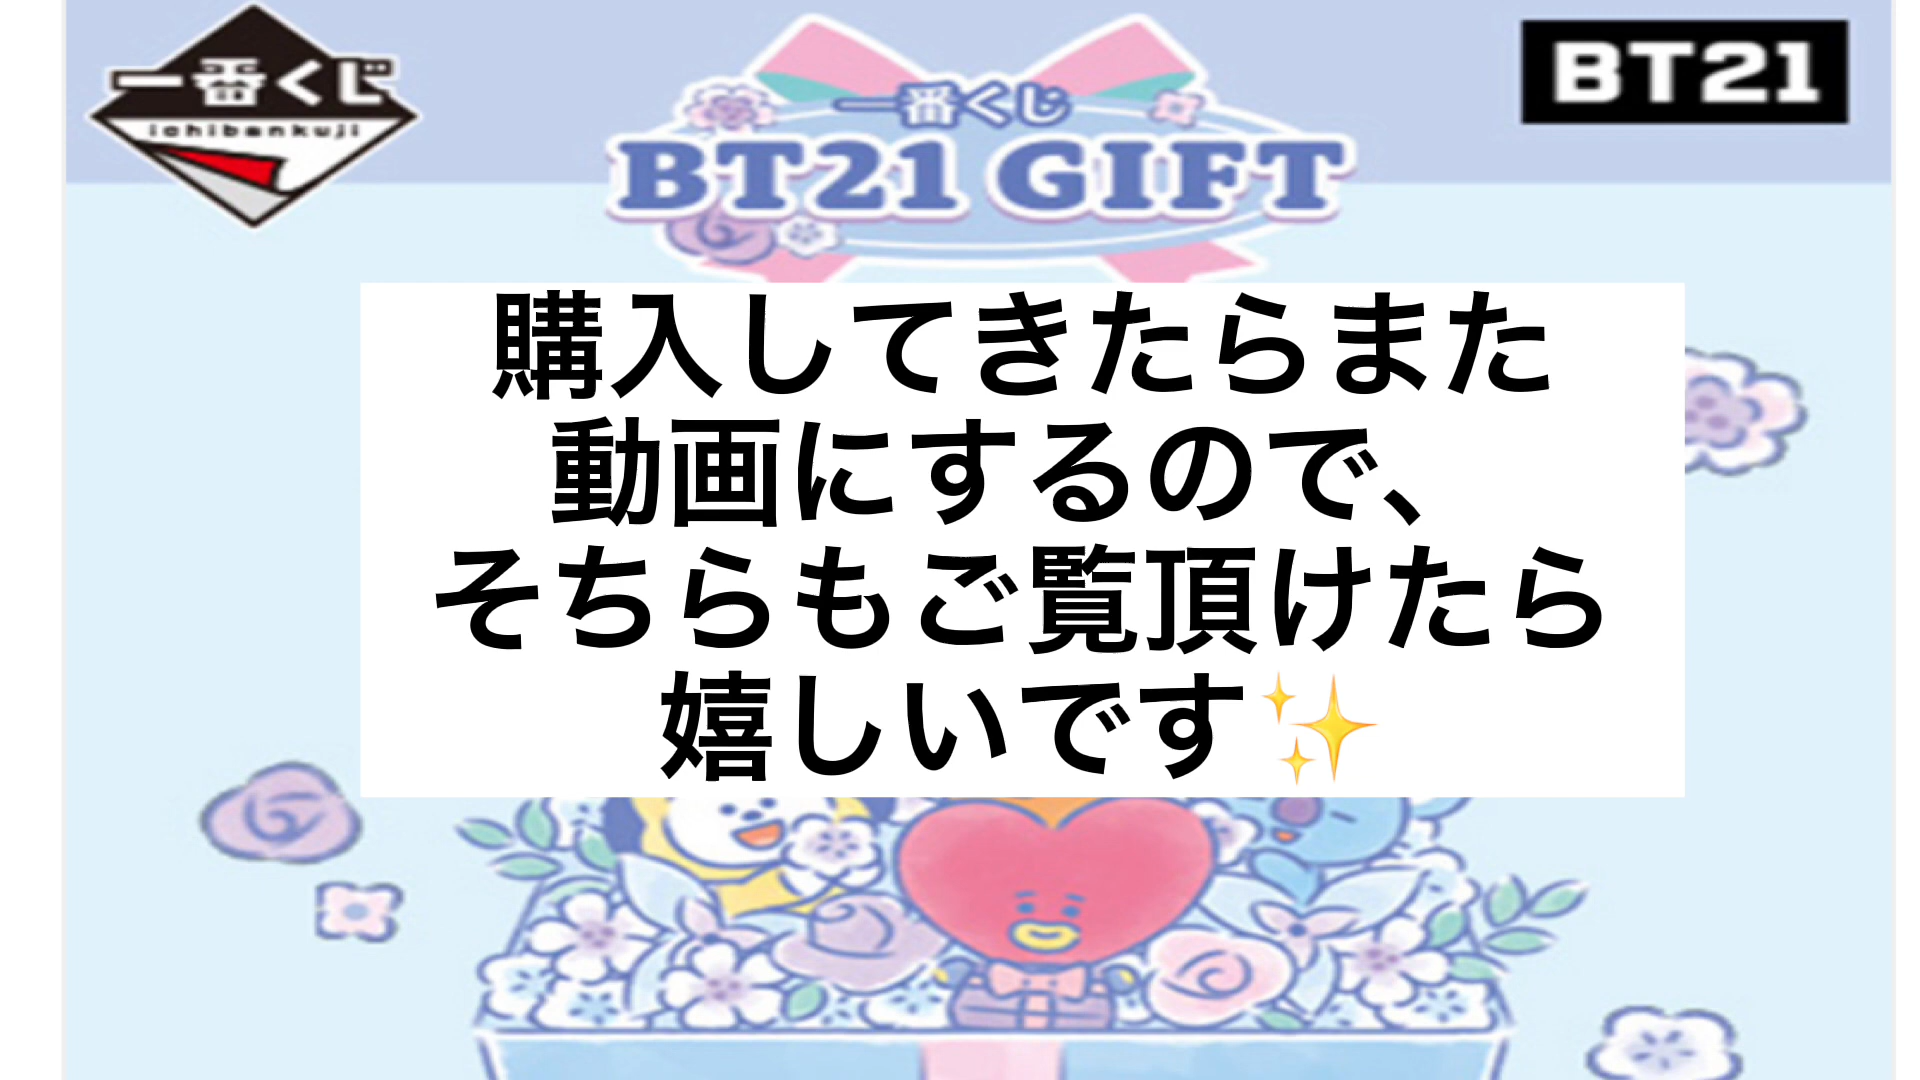 一番くじ
ichibankuji
一番くじ
BT21 GIFT
BT21
購入してきたらまた
動画にするので、
そちらもご覧頂けたら
嬉しいです✨